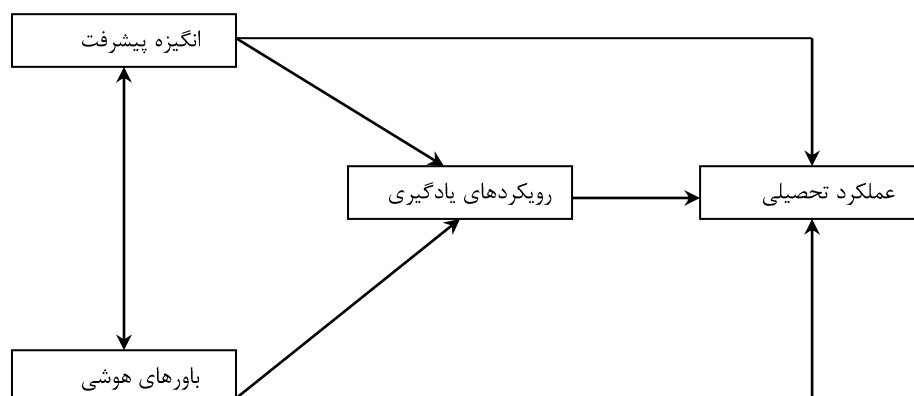 انگیزه پیشرفت
رویکردهای یادگیری
عملکرد تحصیلی
باورهای هوشی